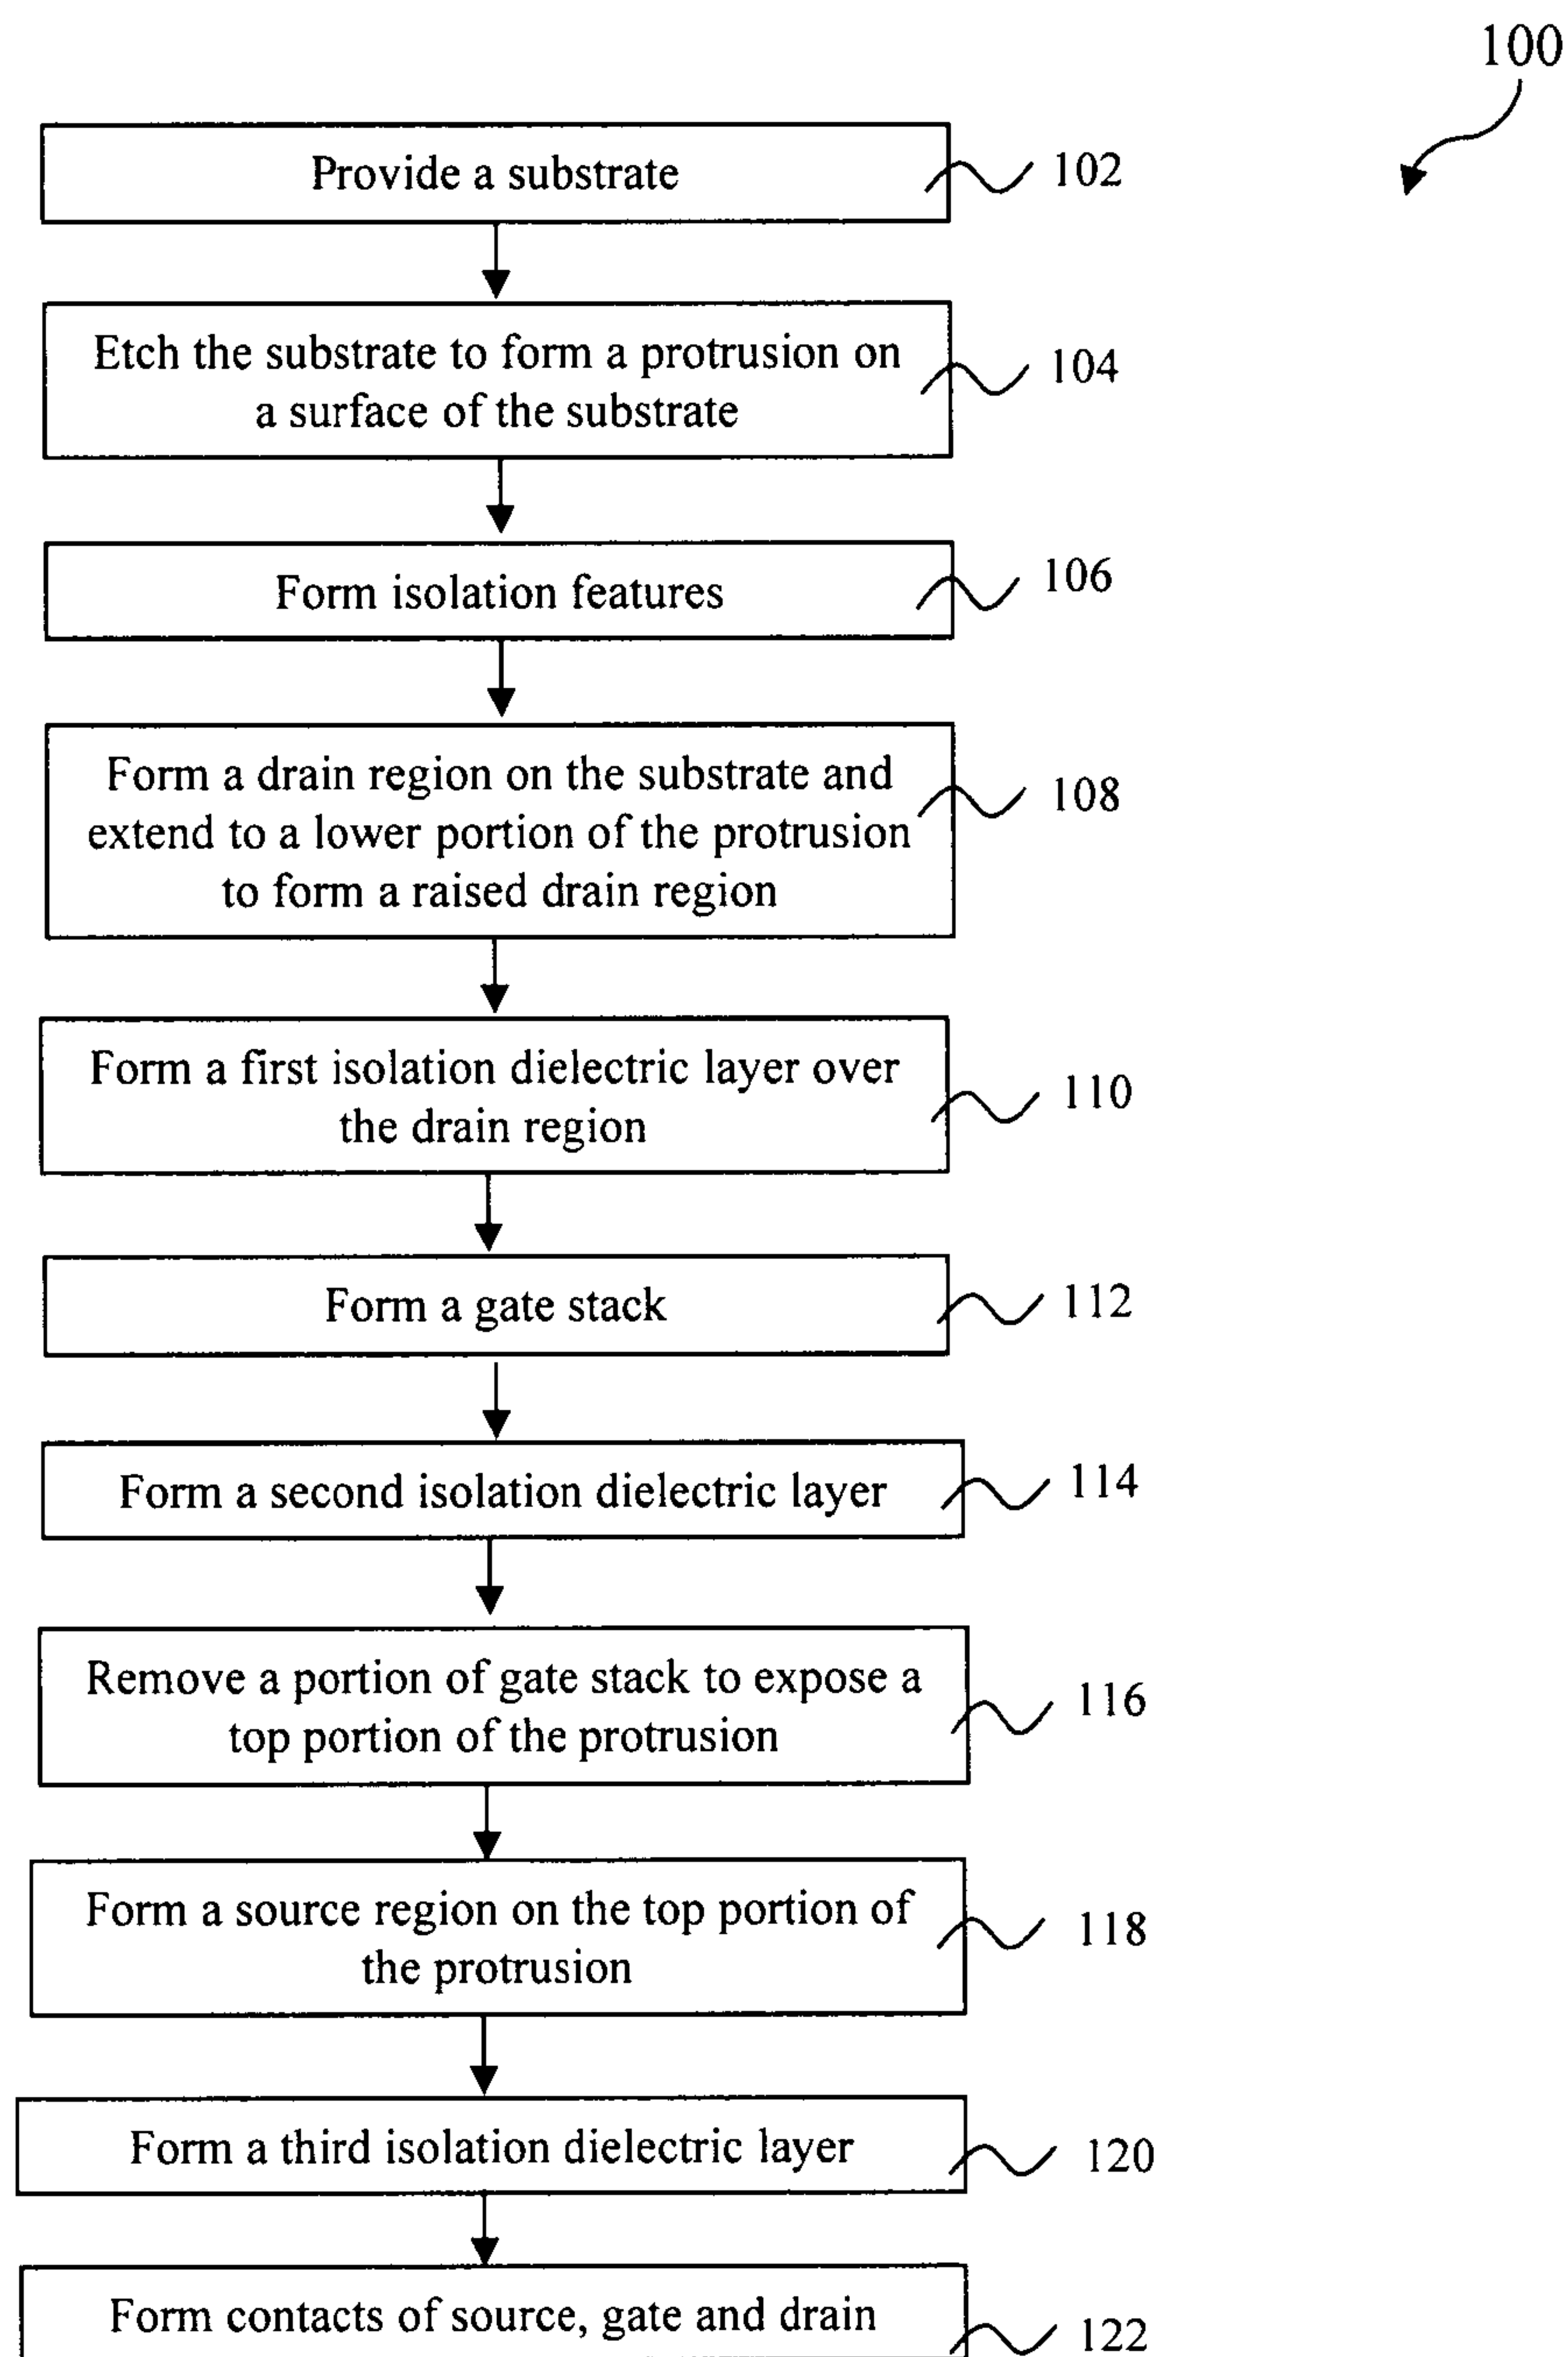 100
Provide a substrate
102
Etch the substrate to form a protrusion on
a surface of the substrate
104
Form isolation features
106
Form a drain region on the substrate and
extend to a lower portion of the protrusion
to form a raised drain region
108
Form a first isolation dielectric layer over
the drain region
110
Form a gate stack
112
Form a second isolation dielectric layer
114
Remove a portion of gate stack to expose a
top portion of the protrusion
116
Form a source region on the top portion of
the protrusion
118
Form a third isolation dielectric layer
120
Form contacts of source, gate and drain
122